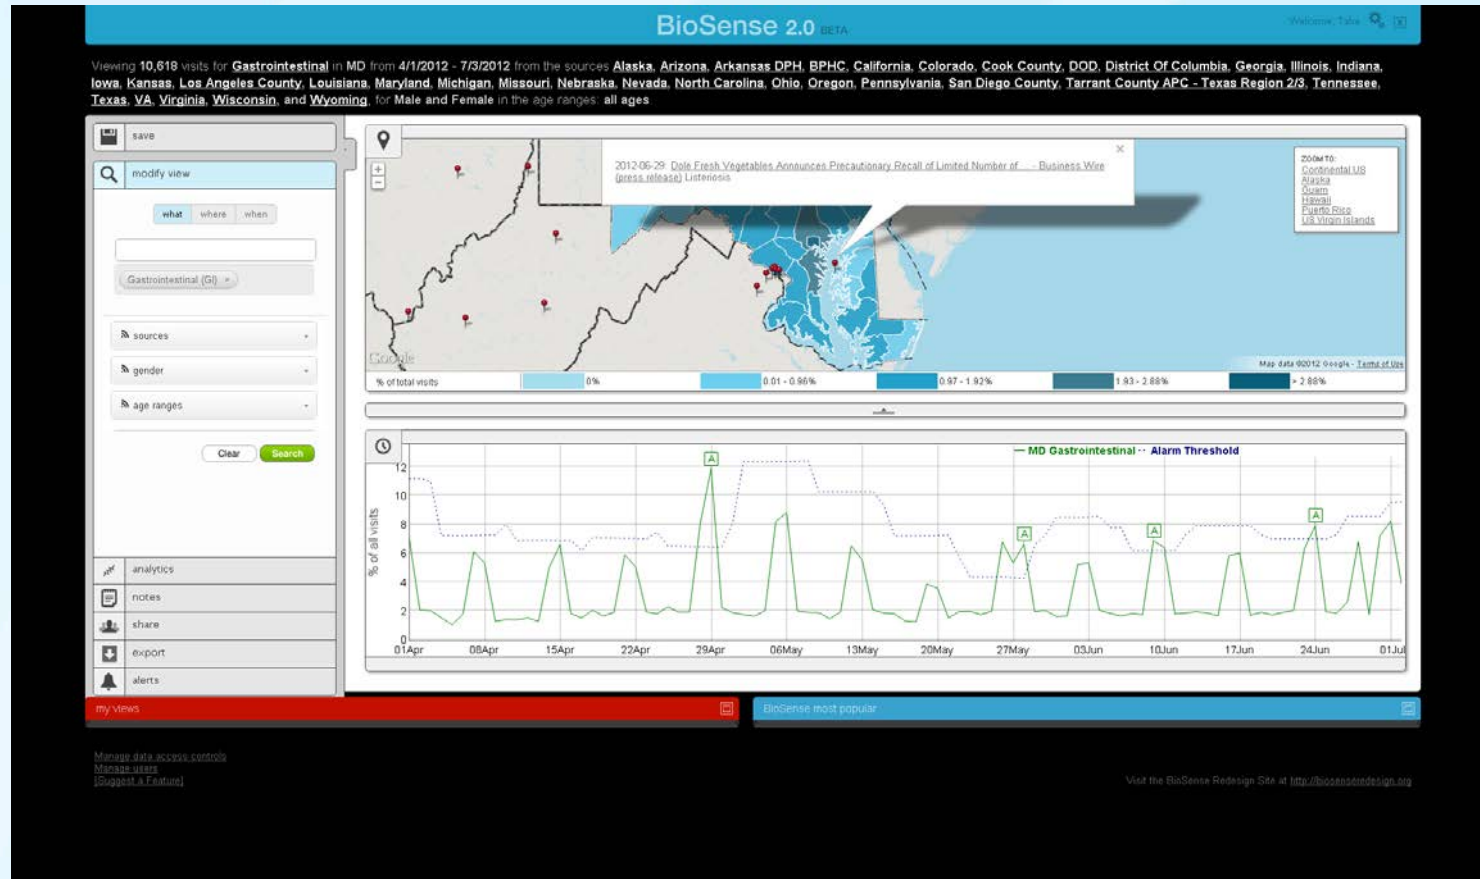 BioSense 2.0 BETA
Welcome, Taha
Viewing 10,618 visits for Gastrointestinal in MD from 4/1/2012 - 7/3/2012 from the sources Alaska, Arizona, Arkansas DPH, BPHC, California, Colorado, Cook County, DOD, District Of Columbia, Georgia, Illinois, Indiana,
Iowa, Kansas, Los Angeles County, Louisiana, Maryland, Michigan, Missouri, Nebraska, Nevada, North Carolina, Ohio, Oregon, Pennsylvania, San Diego County, Tarrant County APC - Texas Region 2/3, Tennessee,
Texas, VA, Virginia, Wisconsin, and Wyoming, for Male and Female in the age ranges: all ages
save
modify view
what where when
Gastrointestinal (GI)
sources
gender
age ranges
Clear Search
analytics
notes
share
export
alerts
+
−
2012-06-29: Dole Fresh Vegetables Announces Precautionary Recall of Limited Number of ... - Business Wire
(press release) Listeriosis
ZOOM TO:
Continental US
Alaska
Guam
Hawaii
Puerto Rico
US Virgin Islands
Google
Map data ©2012 Google - Terms of Use
% of total visits 0% 0.01 - 0.96% 0.97 - 1.92% 1.93 - 2.88% > 2.88%
MD Gastrointestinal Alarm Threshold
% of all visits
12
10
8
6
4
2
0
A
A
A
A
01Apr 08Apr 15Apr 22Apr 29Apr 06May 13May 20May 27May 03Jun 10Jun 17Jun 24Jun 01Jul
my views
BioSense most popular
Manage data access controls
Manage users
[Suggest a Feature]
Visit the BioSense Redesign Site at http://biosenseredesign.org